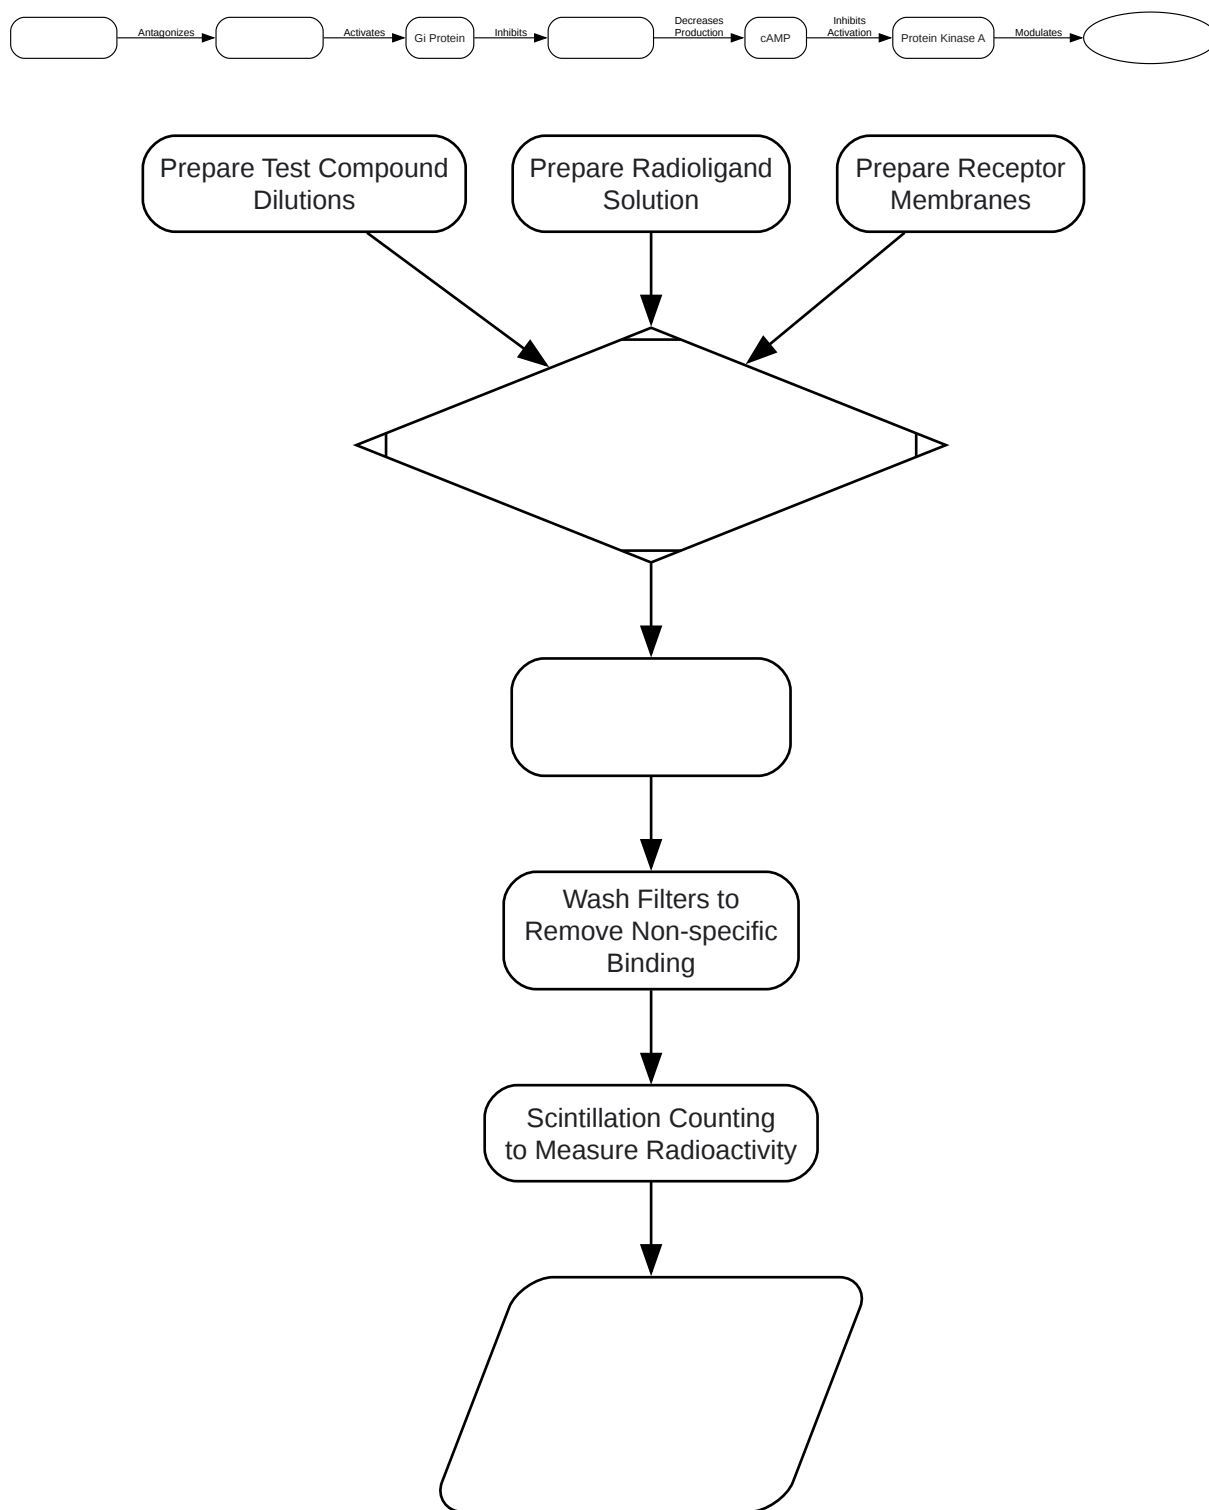 Antagonizes
Activates
Gi Protein
Inhibits
Decreases
Production
cAMP
Inhibits
Activation
Protein Kinase A
Modulates
Prepare Test Compound
Dilutions
Prepare Radioligand
Solution
Prepare Receptor
Membranes
Wash Filters to
Remove Non-specific
Binding
Scintillation Counting
to Measure Radioactivity